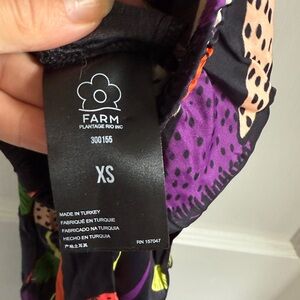 FARM
PLANTAGE RIO INC
300155
XS
MADE IN TURKEY
FABRIQUÉ EN TURQUIE
FABRICADO NA TURQUIA
HECHO EN TURQUIA
RN 157047